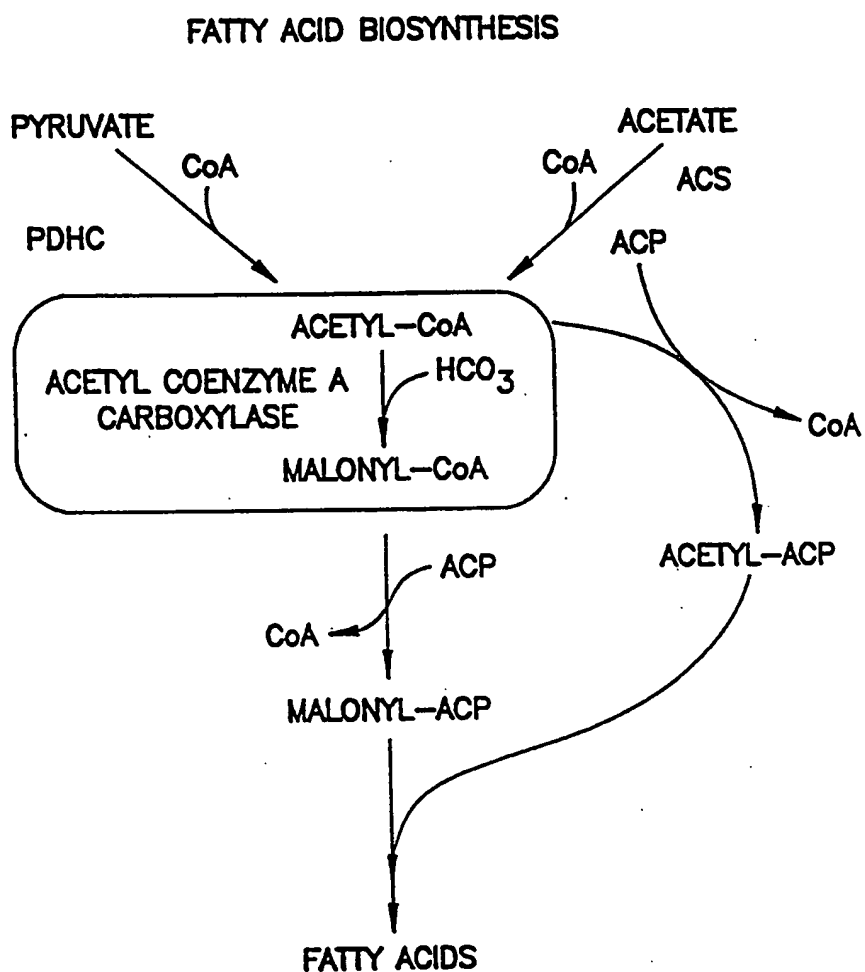 FATTY ACID BIOSYNTHESIS
PYRUVATE
ACETATE
CoA
CoA
ACS
PDHC
ACP
ACETYL-CoA
ACETYL COENZYME A
CARBOXYLASE
HCO3
CoA
MALONYL-CoA
ACP
ACETYL-ACP
CoA
MALONYL-ACP
FATTY ACIDS